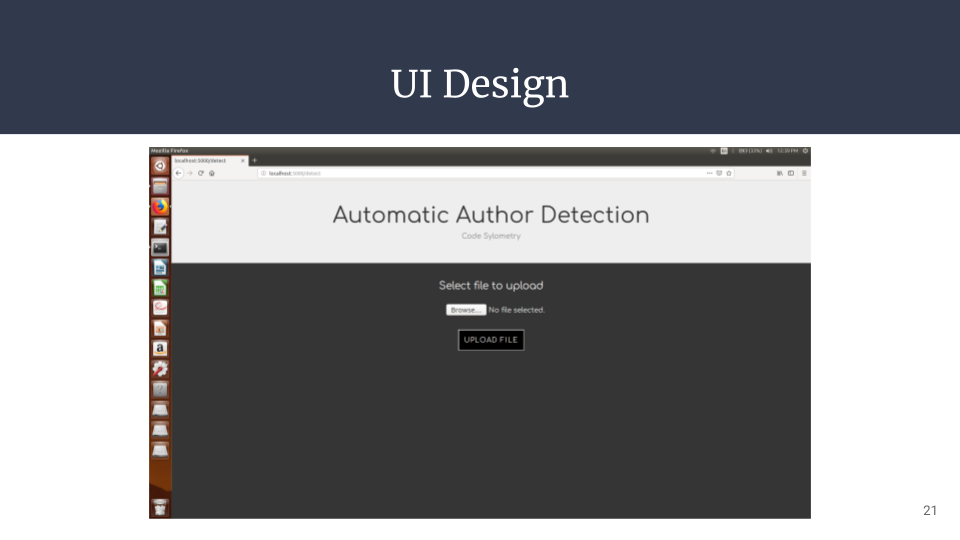 UI Design
Mozilla Firefox
12:39 PM
localhost:5000/detect
localhost:5000/detect
Automatic Author Detection
Code Sylometry
Select file to upload
Browse... No file selected.
UPLOAD FILE
21